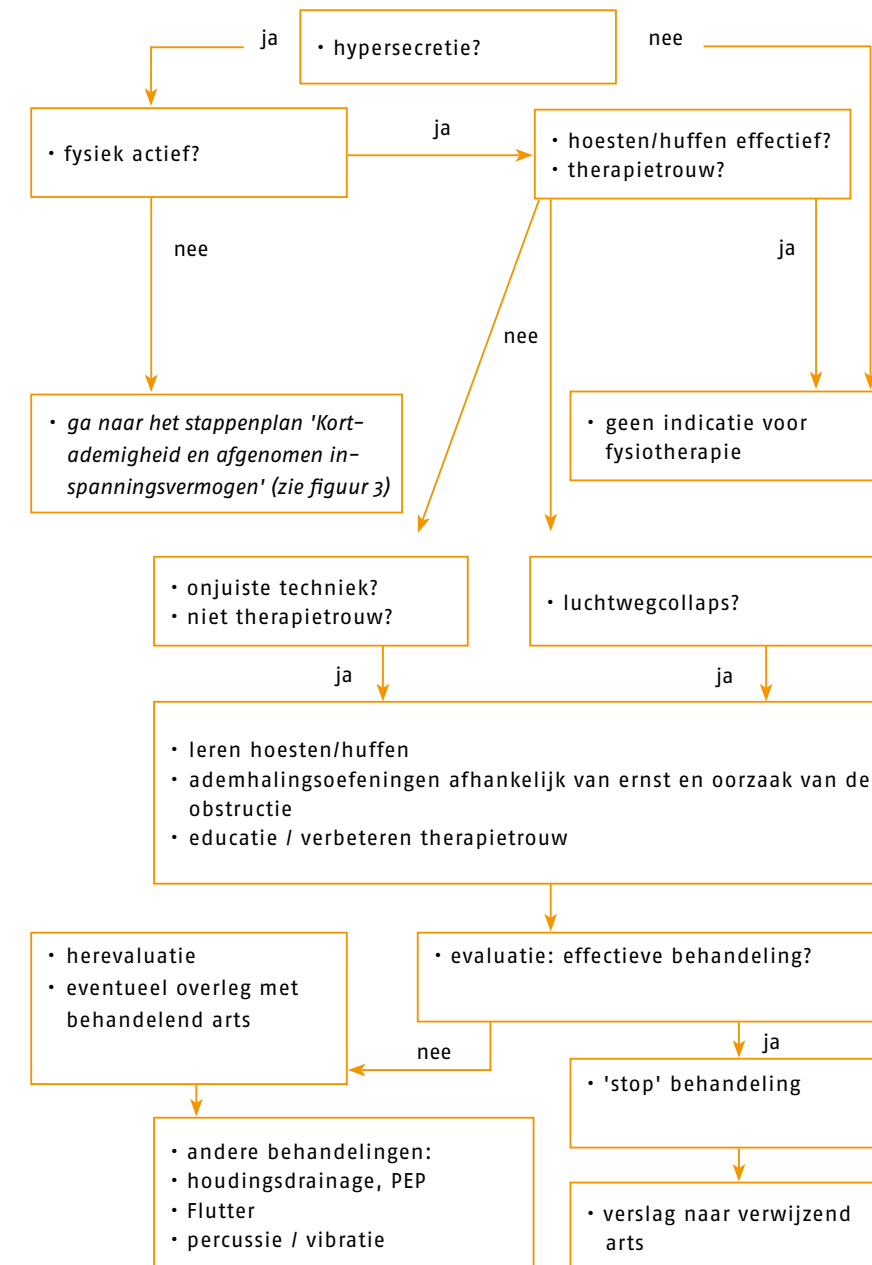 ja
• hypersecretie?
nee
• fysiek actief?
ja
• hoesten/huffen effectief?
• therapietrouw?
nee
ja
nee
• ga naar het stappenplan 'Kort-
ademigheid en afgenomen in-
spanningsvermogen' (zie figuur 3)
• geen indicatie voor
fysiotherapie
• onjuiste techniek?
• niet therapietrouw?
• luchtwegcollaps?
ja
ja
• leren hoesten/huffen
• ademhalingsoefeningen afhankelijk van ernst en oorzaak van de
obstructie
• educatie / verbeteren therapietrouw
• herevaluatie
• eventueel overleg met
behandelend arts
• evaluatie: effectieve behandeling?
nee
ja
• 'stop' behandeling
• andere behandelingen:
• houdingsdrainage, PEP
• Flutter
• percussie / vibratie
• verslag naar verwijzend
arts